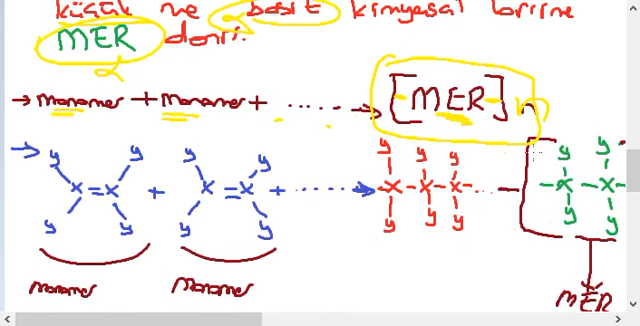 küçük ve basit kimyasal birime
MER denir.
→ monomer + monomer + ......→ [-MER-]n
→ y y y y y y y y y
x=x + x=x + ......→ -x-x-x-...- [-x-x-
y y y y y y y y y
monomer monomer MER